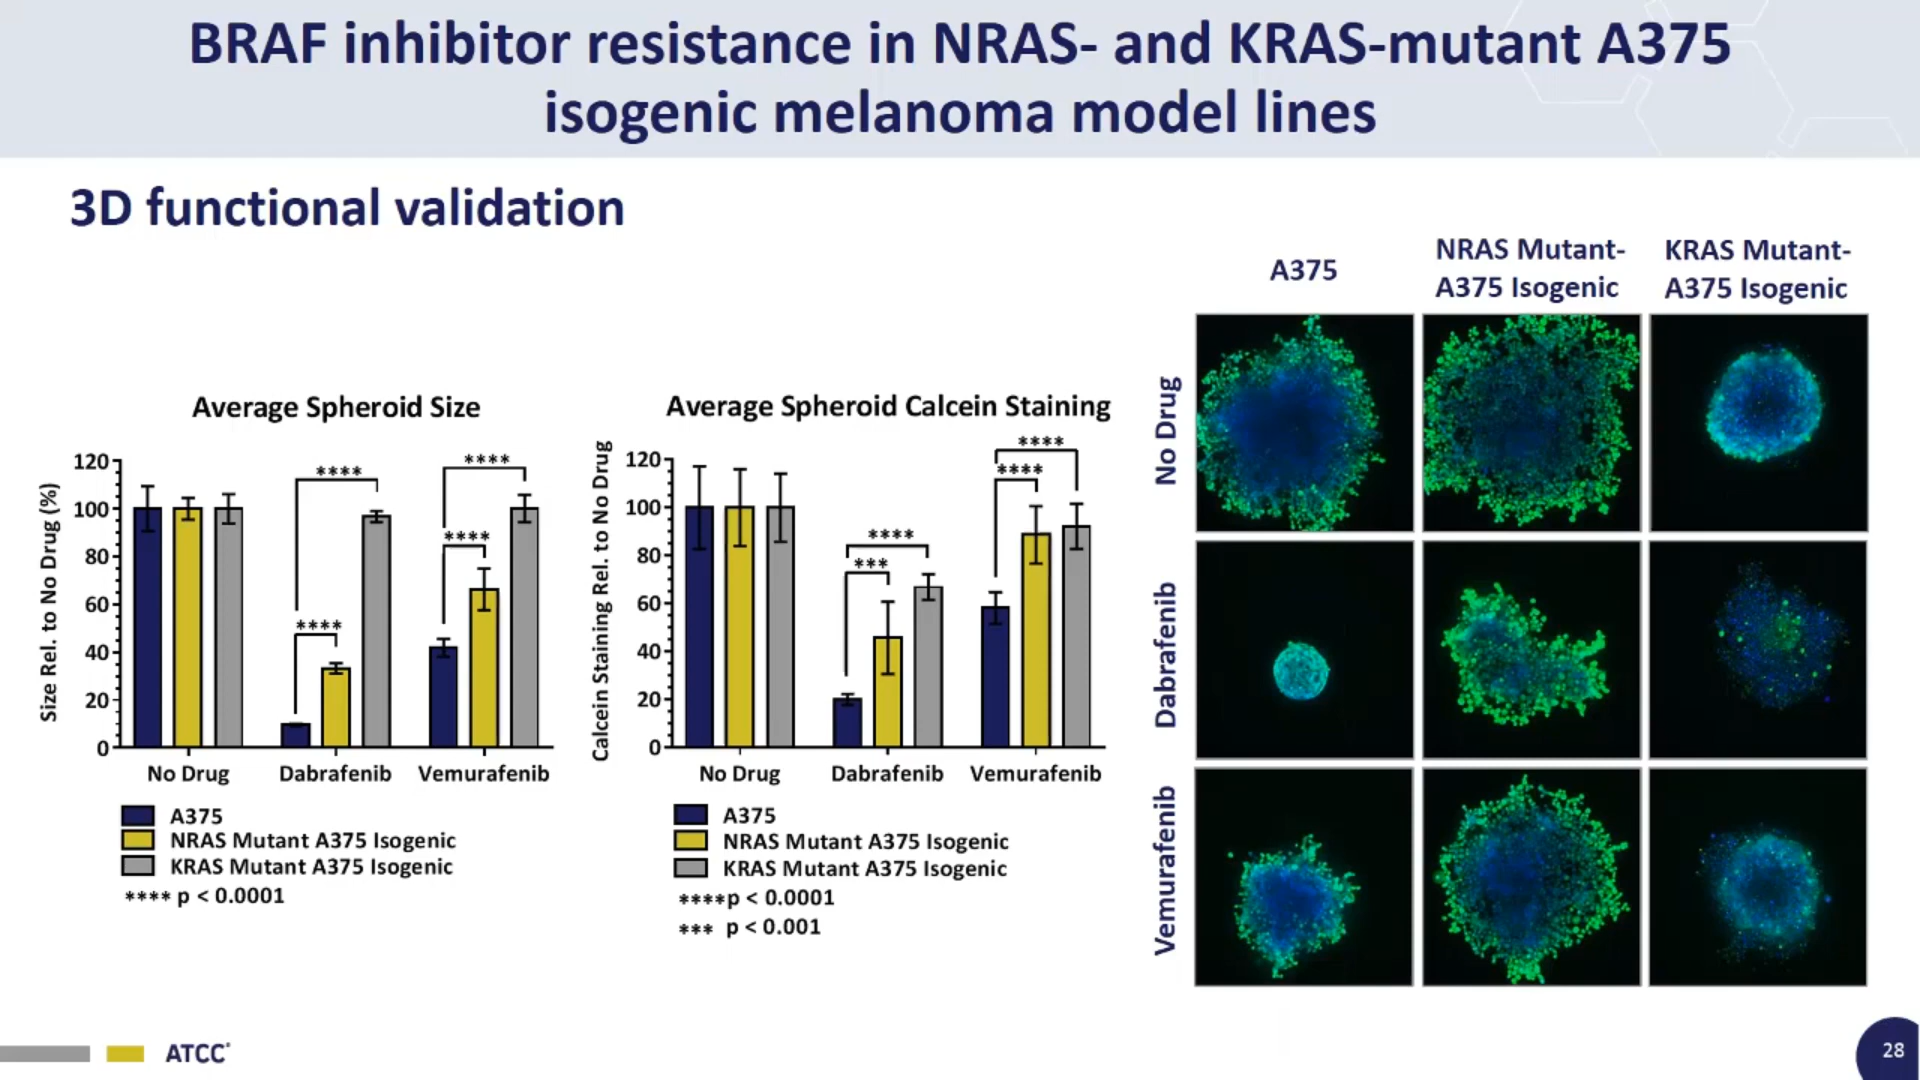 BRAF inhibitor resistance in NRAS- and KRAS-mutant A375
isogenic melanoma model lines
3D functional validation
Average Spheroid Size
Size Rel. to No Drug (%)
120
100
80
60
40
20
0
****
****
****
****
No Drug
Dabrafenib
Vemurafenib
A375
NRAS Mutant A375 Isogenic
KRAS Mutant A375 Isogenic
**** p < 0.0001
Average Spheroid Calcein Staining
Calcein Staining Rel. to No Drug
120
100
80
60
40
20
0
****
***
****
****
No Drug
Dabrafenib
Vemurafenib
A375
NRAS Mutant A375 Isogenic
KRAS Mutant A375 Isogenic
****p < 0.0001
*** p < 0.001
A375
NRAS Mutant-
A375 Isogenic
KRAS Mutant-
A375 Isogenic
No Drug
Dabrafenib
Vemurafenib
ATCC®
28